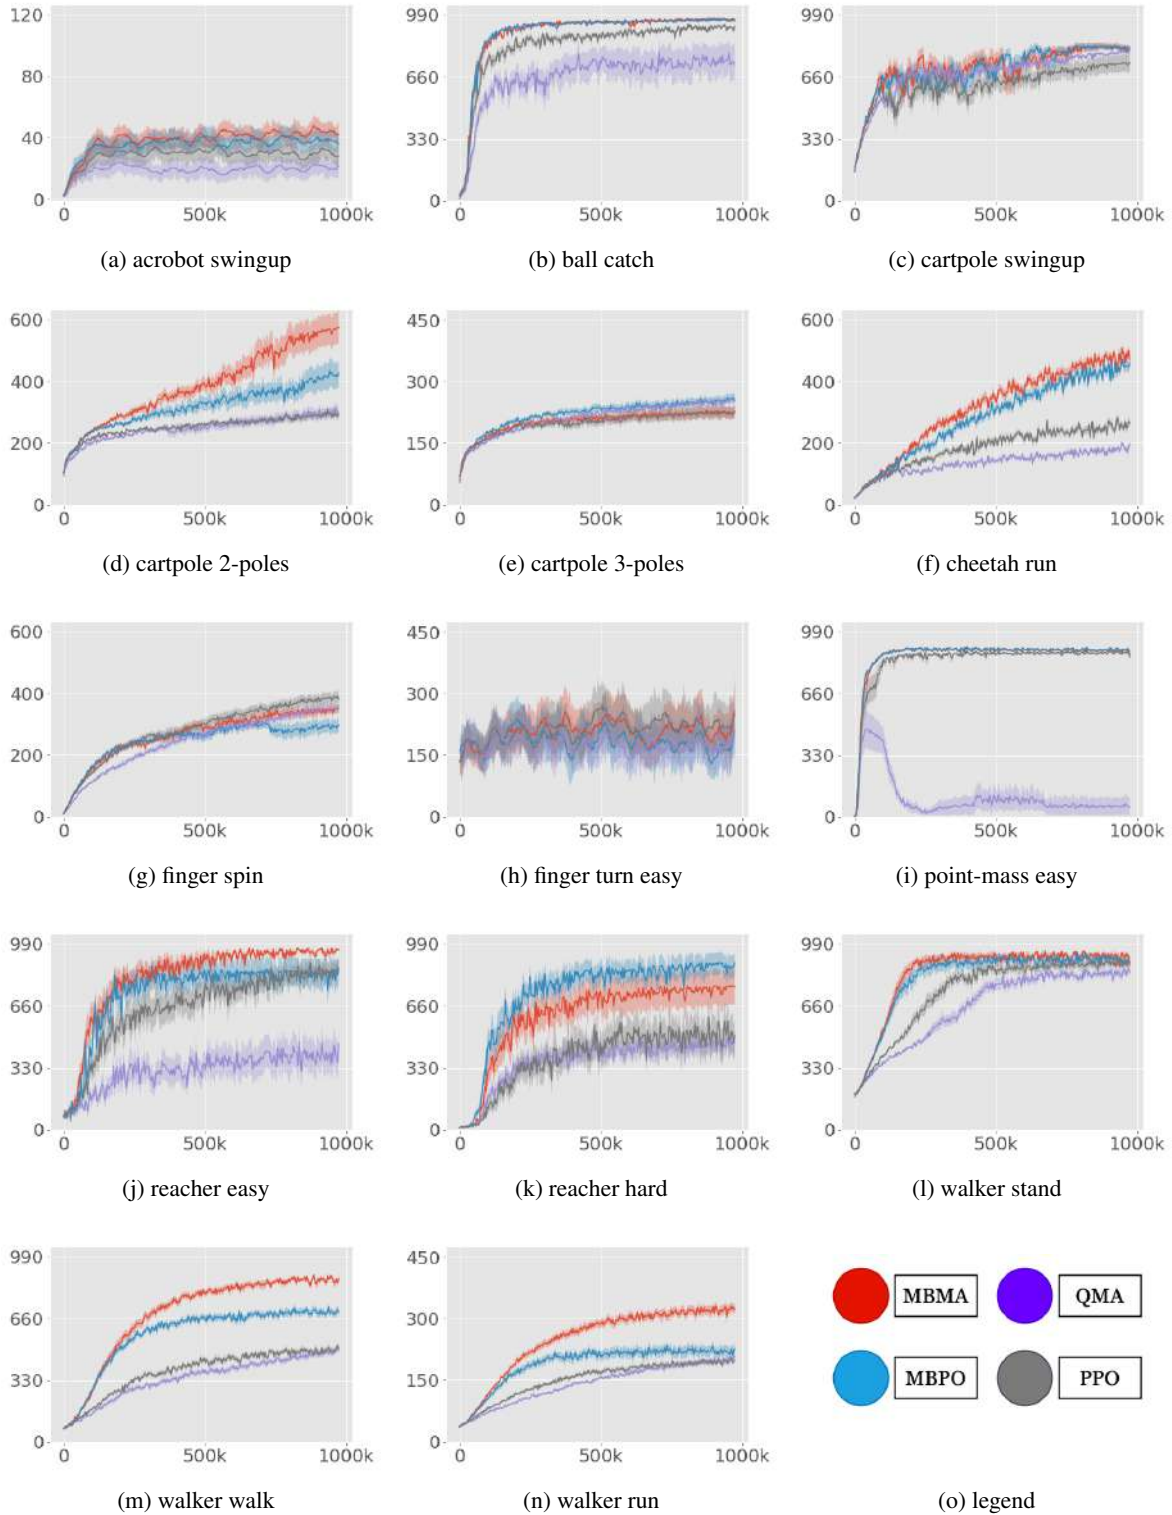 120
80
40
0
0 500k 1000k
(a) acrobot swingup
990
660
330
0
0 500k 1000k
(b) ball catch
990
660
330
0
0 500k 1000k
(c) cartpole swingup
600
400
200
0
0 500k 1000k
(d) cartpole 2-poles
450
300
150
0
0 500k 1000k
(e) cartpole 3-poles
600
400
200
0
0 500k 1000k
(f) cheetah run
600
400
200
0
0 500k 1000k
(g) finger spin
450
300
150
0
0 500k 1000k
(h) finger turn easy
990
660
330
0
0 500k 1000k
(i) point-mass easy
990
660
330
0
0 500k 1000k
(j) reacher easy
990
660
330
0
0 500k 1000k
(k) reacher hard
990
660
330
0
0 500k 1000k
(l) walker stand
990
660
330
0
0 500k 1000k
(m) walker walk
450
300
150
0
0 500k 1000k
(n) walker run
MBMA QMA
MBPO PPO
(o) legend